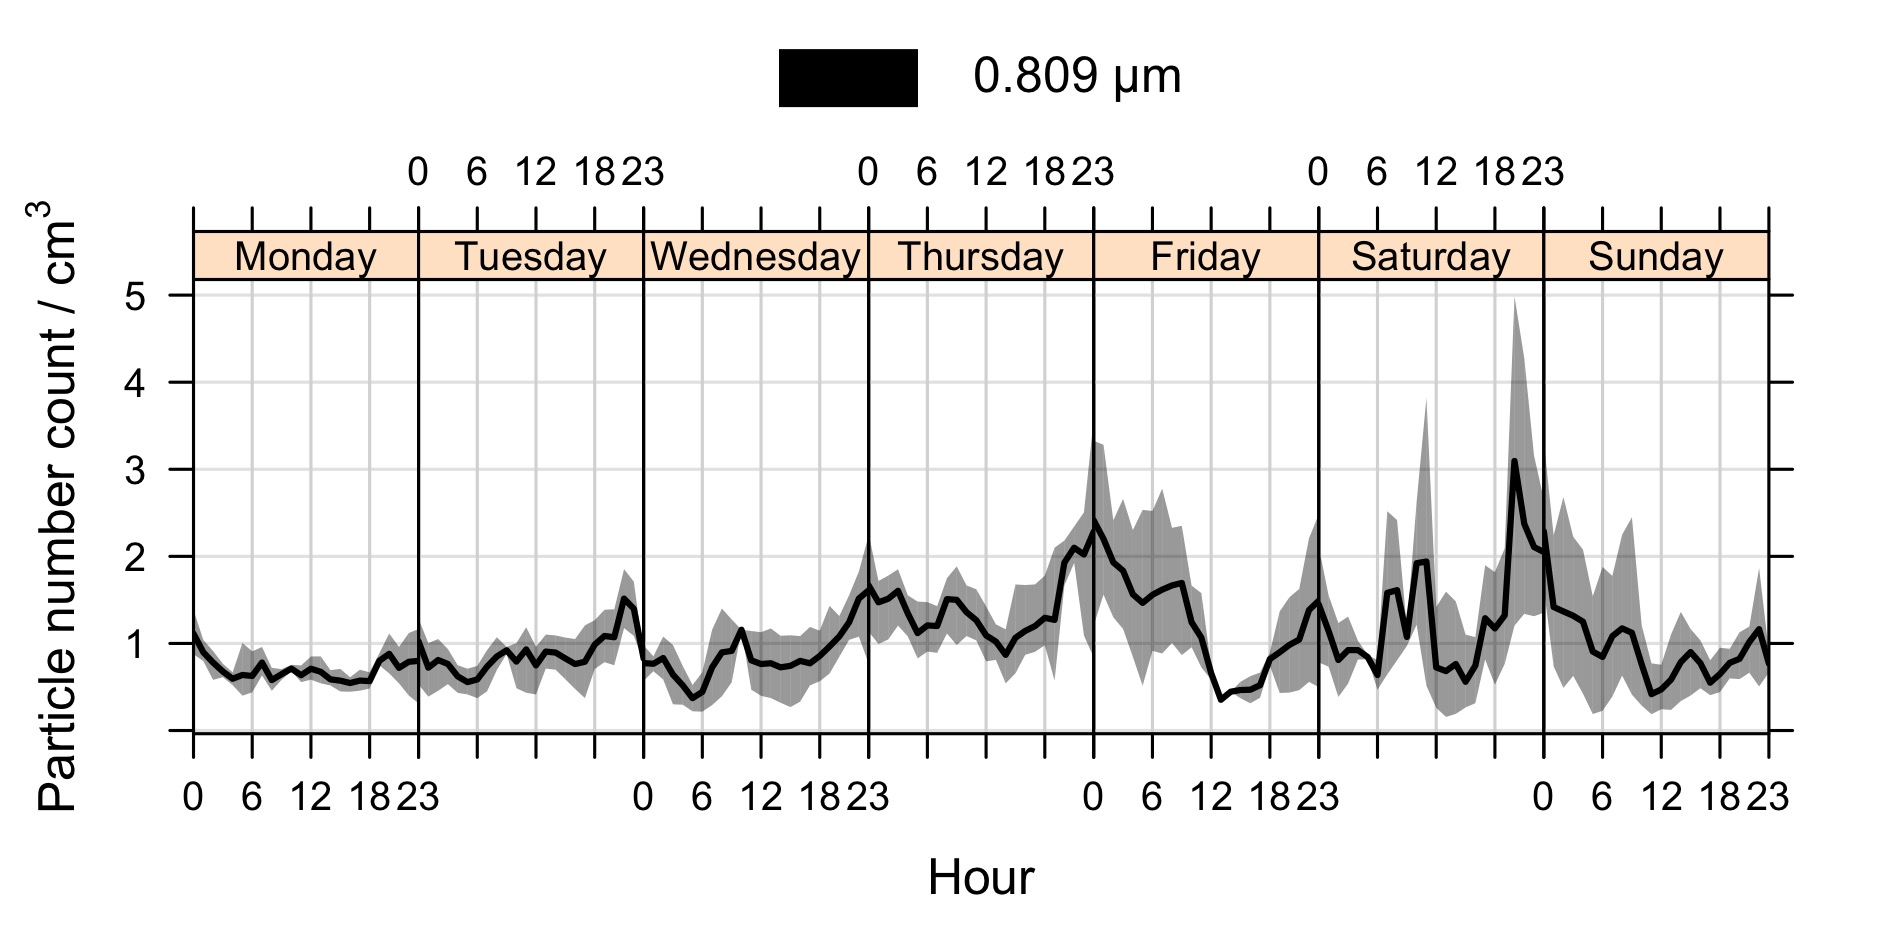 0.809 µm
0 6 12 18 23 0 6 12 18 23 0 6 12 18 23
Monday Tuesday Wednesday Thursday Friday Saturday Sunday
Particle number count / cm³
5
4
3
2
1
0 6 12 18 23 0 6 12 18 23 0 6 12 18 23 0 6 12 18 23
Hour